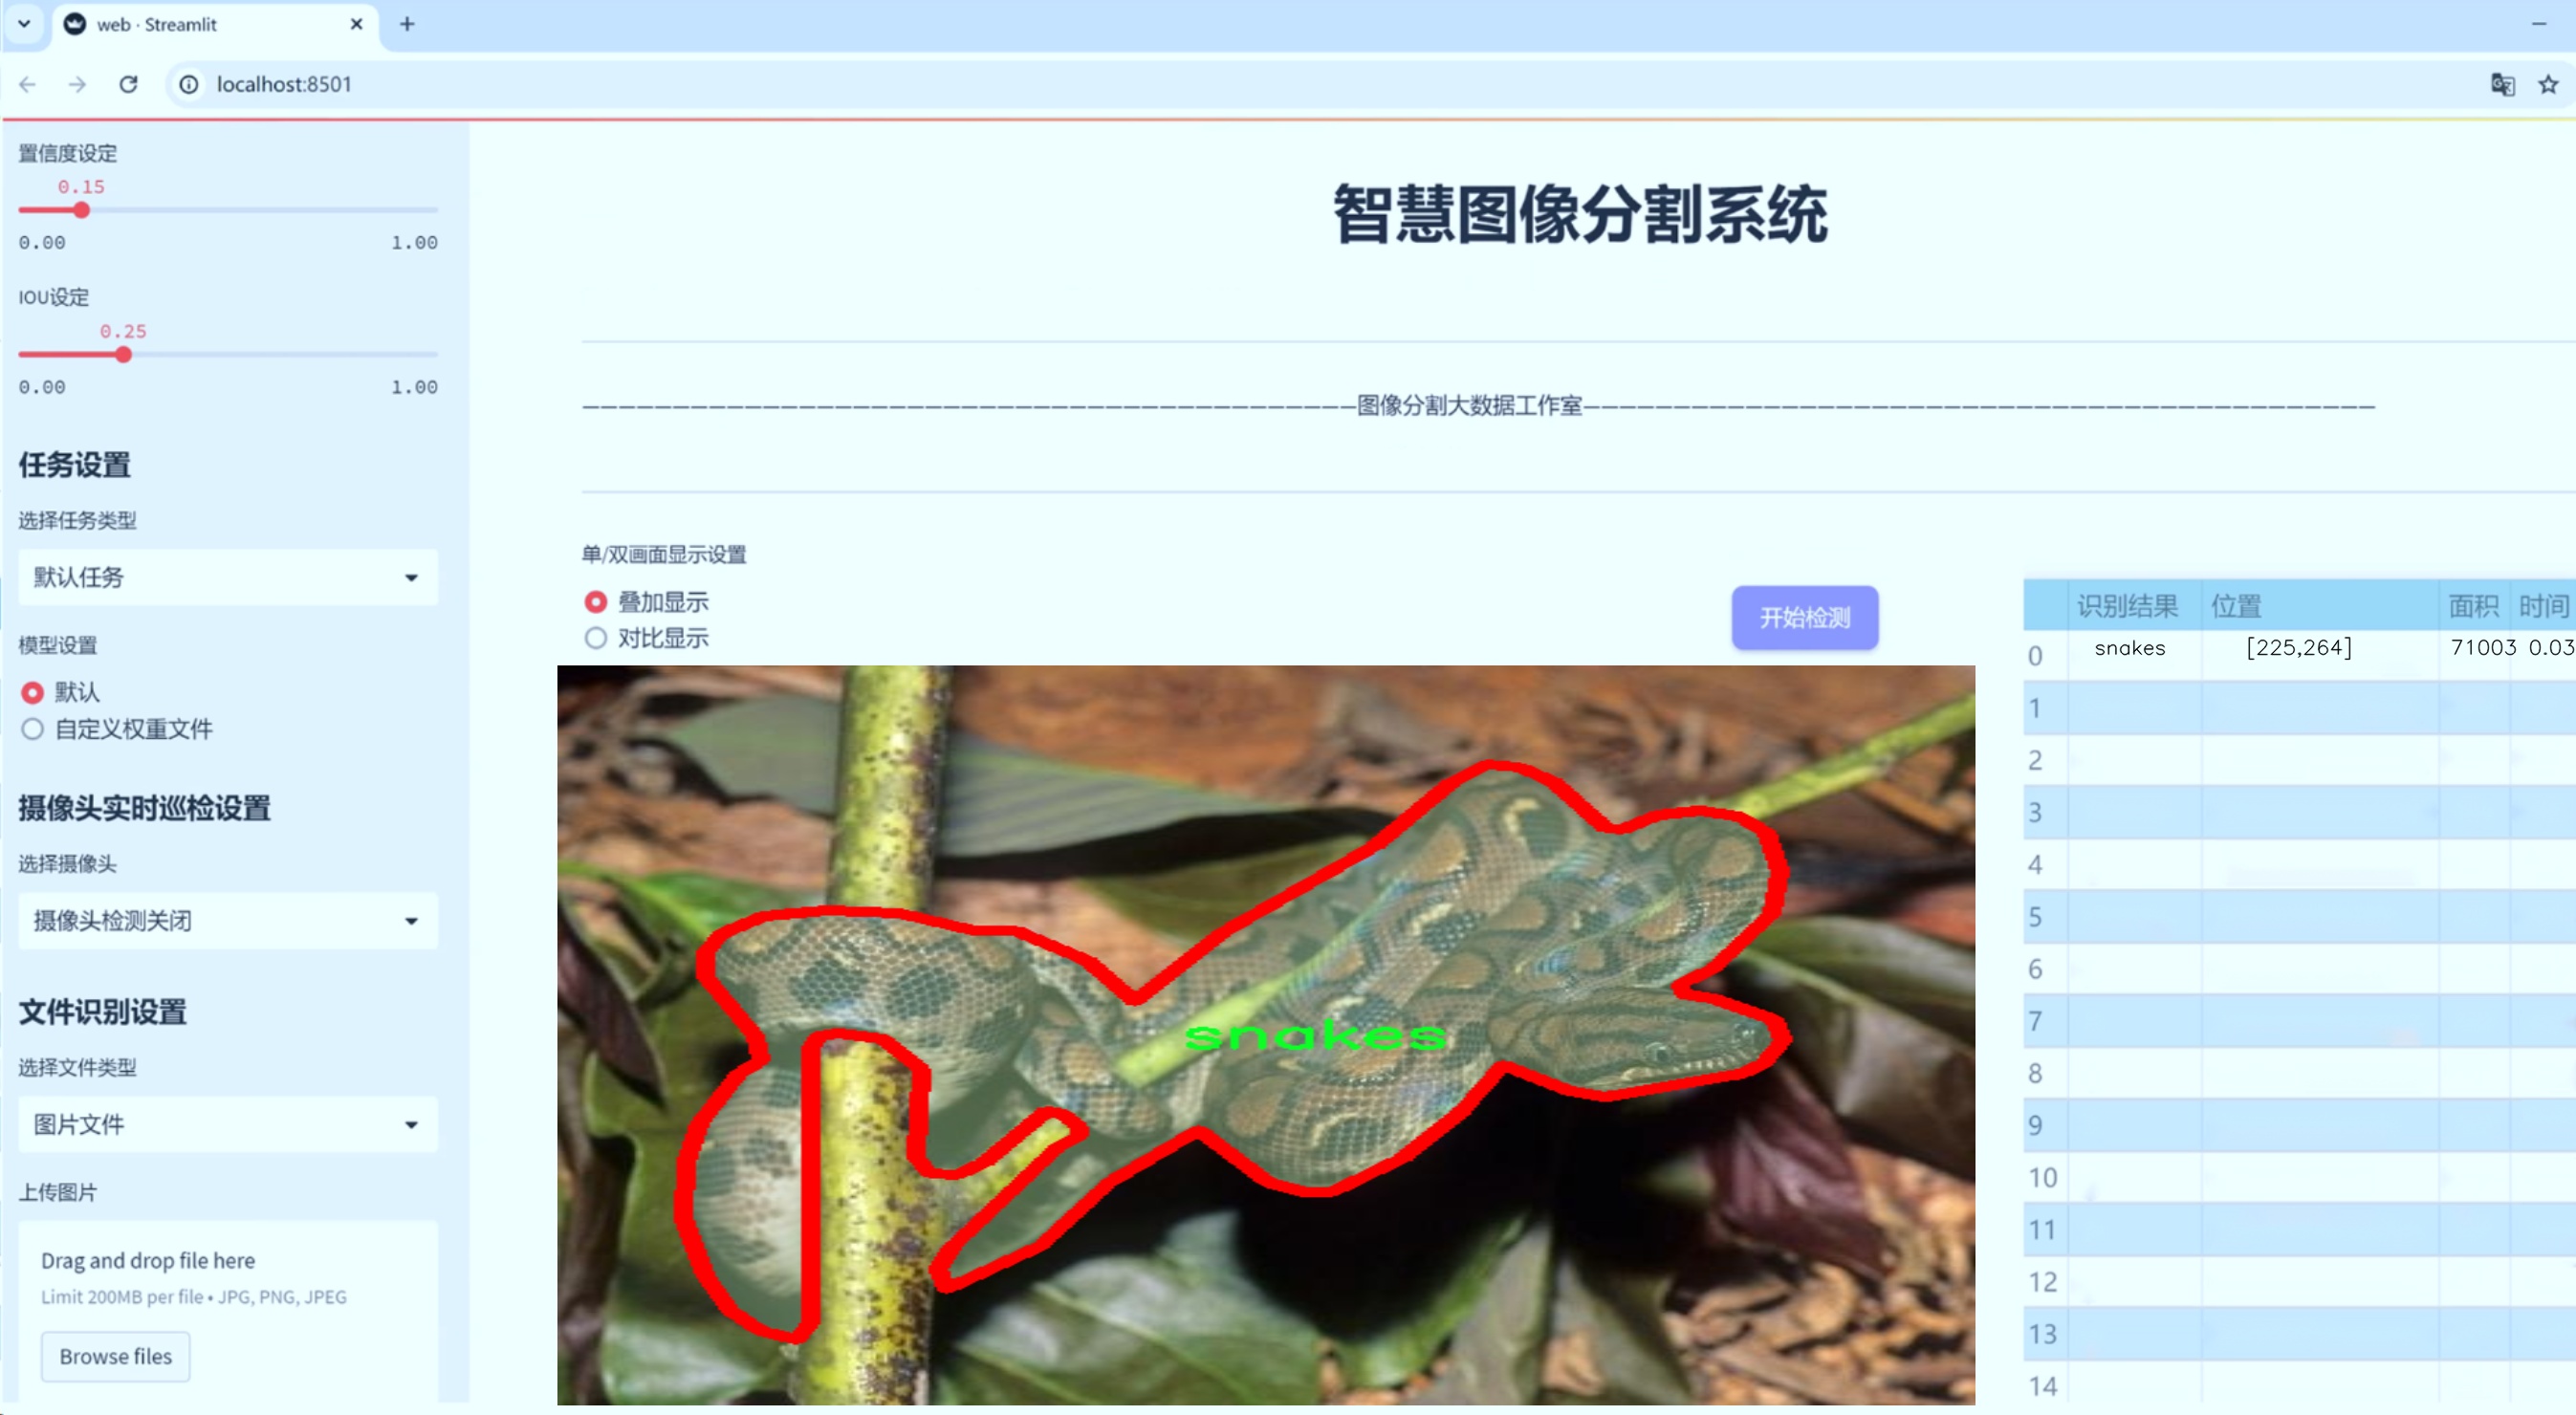 web · Streamlit
localhost:8501
置信度设定
0.15
0.00 1.00
IOU设定
0.25
0.00 1.00
任务设置
选择任务类型
默认任务
模型设置
默认
自定义权重文件
摄像头实时巡检设置
选择摄像头
摄像头检测关闭
文件识别设置
选择文件类型
图片文件
上传图片
Drag and drop file here
Limit 200MB per file • JPG, PNG, JPEG
Browse files
智慧图像分割系统
图像分割大数据工作室
单/双画面显示设置
叠加显示
对比显示
开始检测
snakes
识别结果 位置 面积 时间
0 snakes [225,264] 71003 0.03
1
2
3
4
5
6
7
8
9
10
11
12
13
14